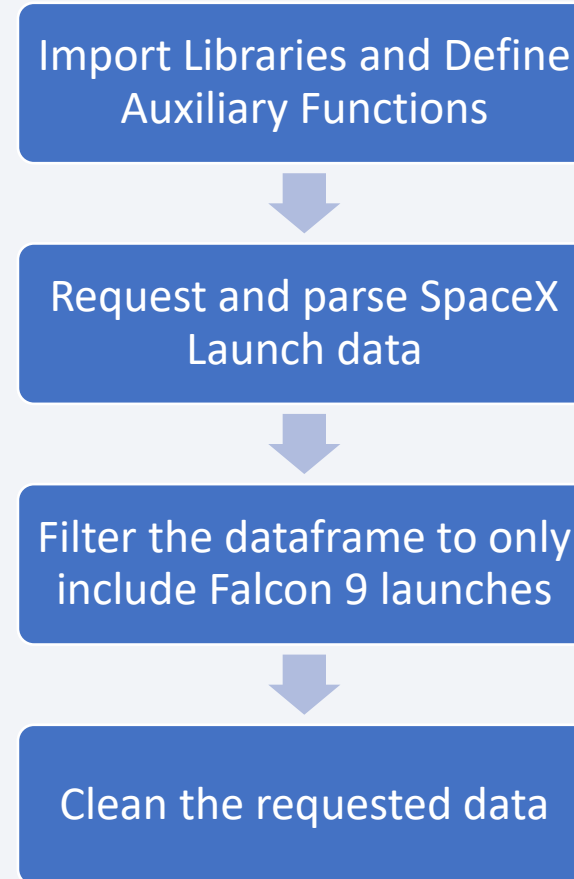 Import Libraries and Define
Auxiliary Functions
Request and parse SpaceX
Launch data
Filter the dataframe to only
include Falcon 9 launches
Clean the requested data